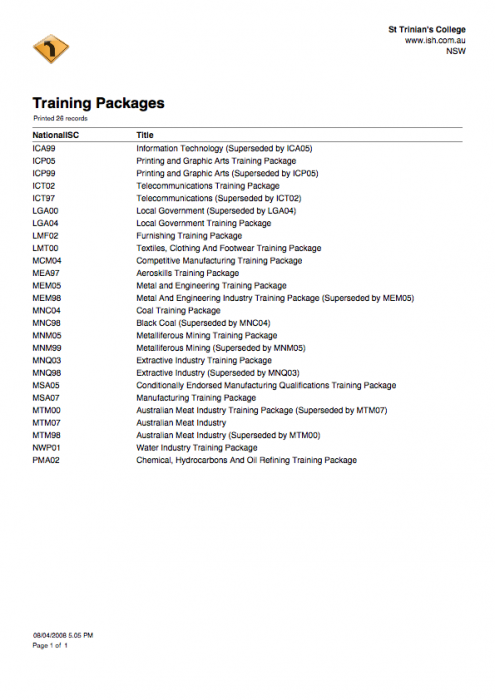 St Trinian's College
www.ish.com.au
NSW
Training Packages
Printed 26 records
NationalISC Title
ICA99 Information Technology (Superseded by ICA05)
ICP05 Printing and Graphic Arts Training Package
ICP99 Printing and Graphic Arts (Superseded by ICP05)
ICT02 Telecommunications Training Package
ICT97 Telecommunications (Superseded by ICT02)
LGA00 Local Government (Superseded by LGA04)
LGA04 Local Government Training Package
LMF02 Furnishing Training Package
LMT00 Textiles, Clothing And Footwear Training Package
MCM04 Competitive Manufacturing Training Package
MEA97 Aeroskills Training Package
MEM05 Metal and Engineering Training Package
MEM98 Metal And Engineering Industry Training Package (Superseded by MEM05)
MNC04 Coal Training Package
MNC98 Black Coal (Superseded by MNC04)
MNM05 Metalliferous Mining Training Package
MNM99 Metalliferous Mining (Superseded by MNM05)
MNQ03 Extractive Industry Training Package
MNQ98 Extractive Industry (Superseded by MNQ03)
MSA05 Conditionally Endorsed Manufacturing Qualifications Training Package
MSA07 Manufacturing Training Package
MTM00 Australian Meat Industry Training Package (Superseded by MTM07)
MTM07 Australian Meat Industry
MTM98 Australian Meat Industry (Superseded by MTM00)
NWP01 Water Industry Training Package
PMA02 Chemical, Hydrocarbons And Oil Refining Training Package
08/04/2008 5.05 PM
Page 1 of 1